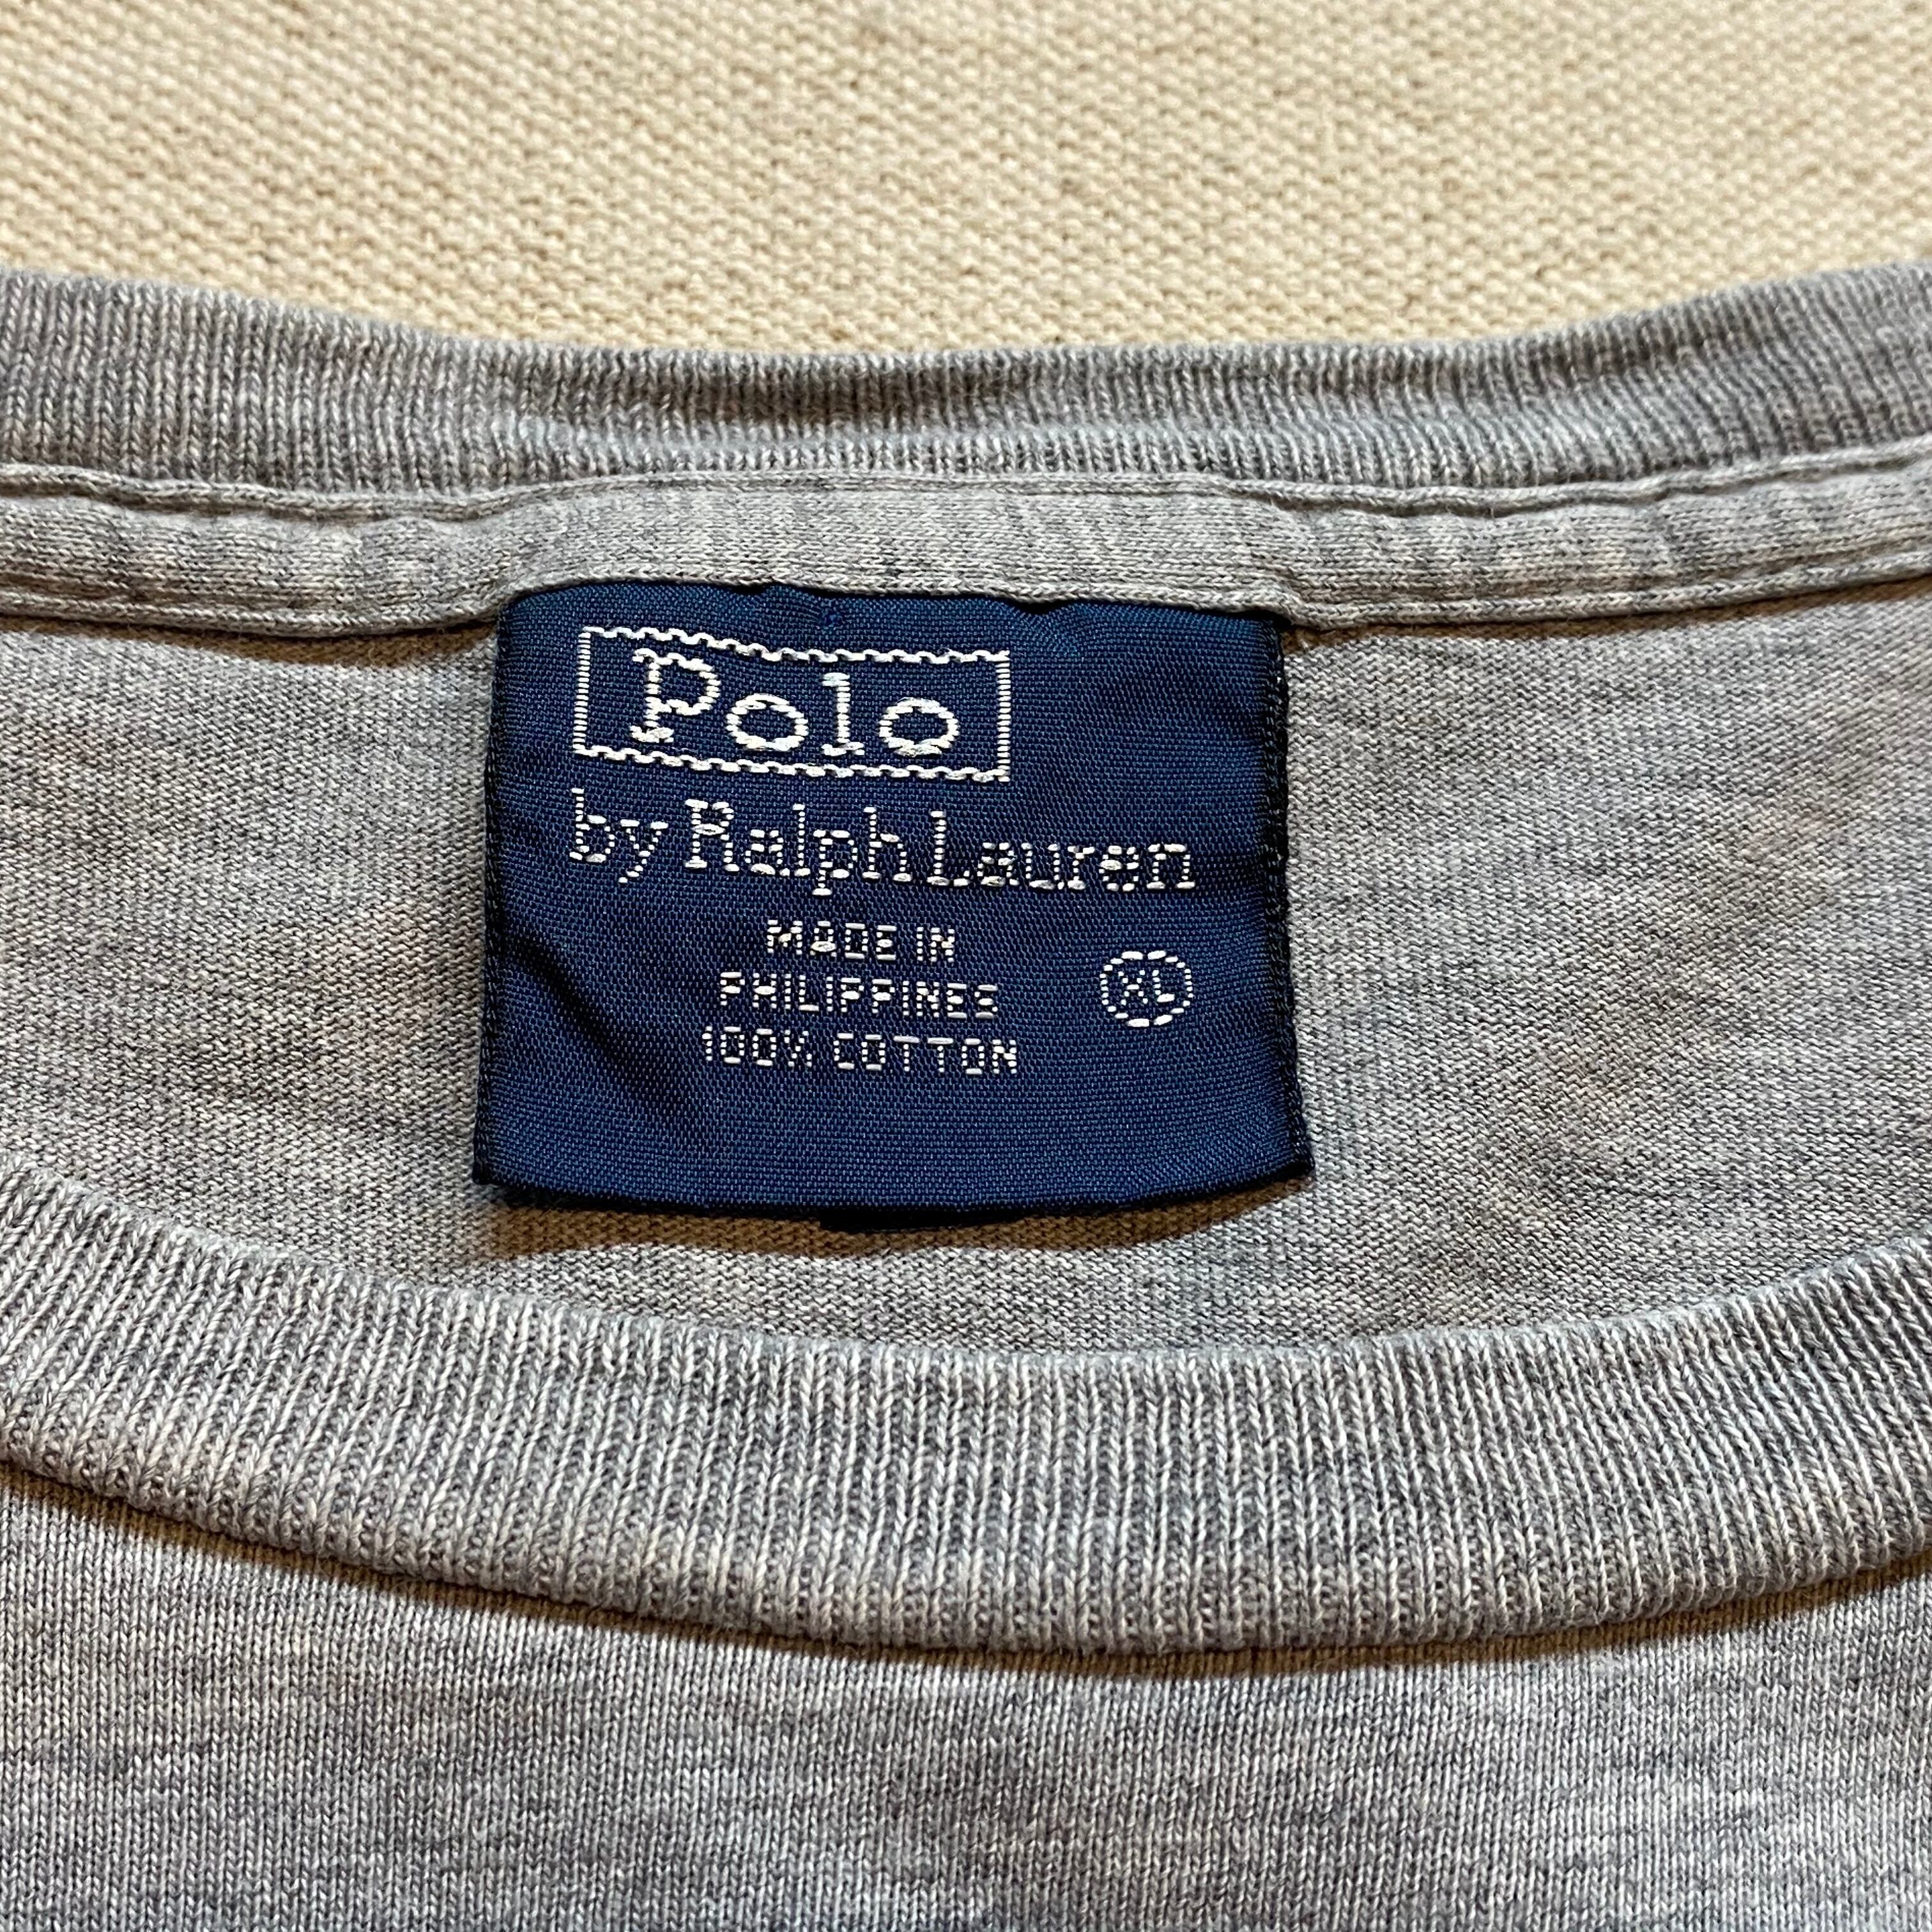 Polo
by Ralph Lauren
MADE IN
PHILIPPINES
100% COTTON
XL